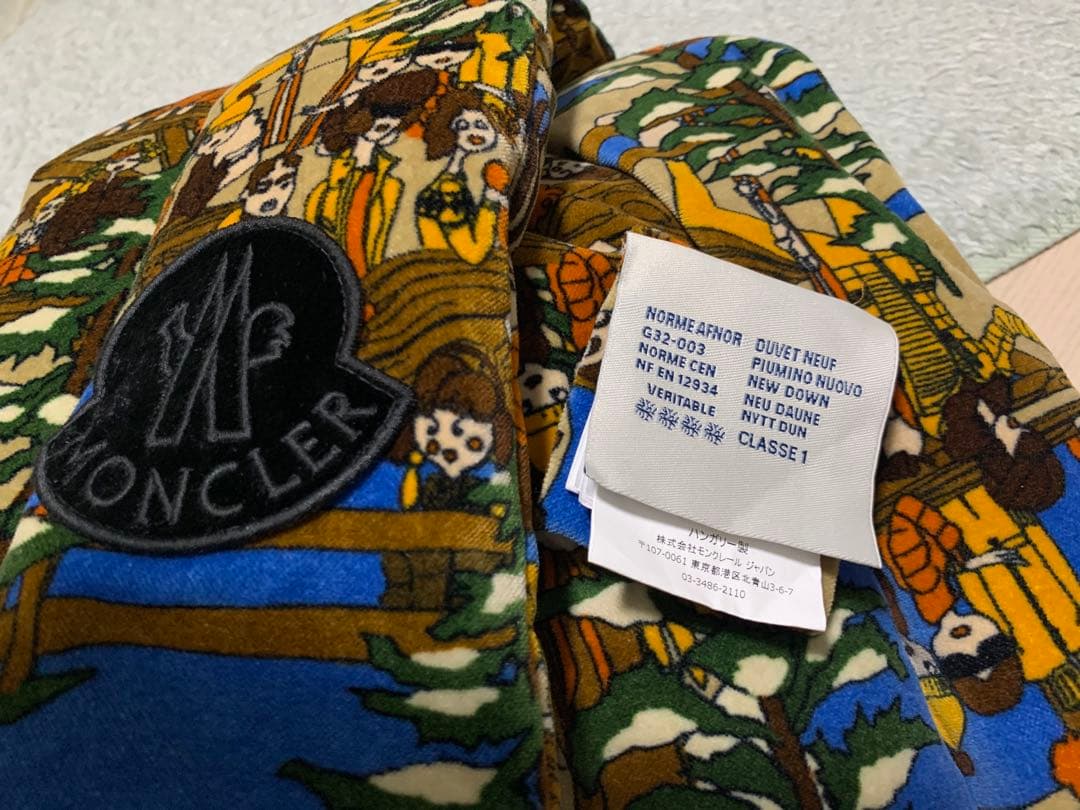 MONCLER
NORME AFNOR
G32-003
NORME CEN
NF EN 12934
VERITABLE
DUVET NEUF
PIUMINO NUOVO
NEW DOWN
NEU DAUNE
NYTT DUN
CLASSE 1
ハンガリー製
株式会社モンクレール ジャパン
〒107-0061 東京都港区北青山3-6-7
03-3486-2110